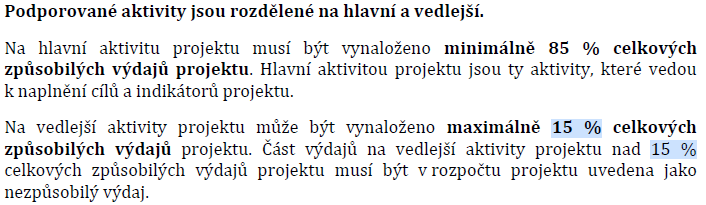 Podporované aktivity jsou rozdělené na hlavní a vedlejší.
Na hlavní aktivitu projektu musí být vynaloženo minimálně 85 % celkových
způsobilých výdajů projektu. Hlavní aktivitou projektu jsou ty aktivity, které vedou
k naplnění cílů a indikátorů projektu.
Na vedlejší aktivity projektu může být vynaloženo maximálně 15 % celkových
způsobilých výdajů projektu. Část výdajů na vedlejší aktivity projektu nad 15 %
celkových způsobilých výdajů projektu musí být v rozpočtu projektu uvedena jako
nezpůsobilý výdaj.